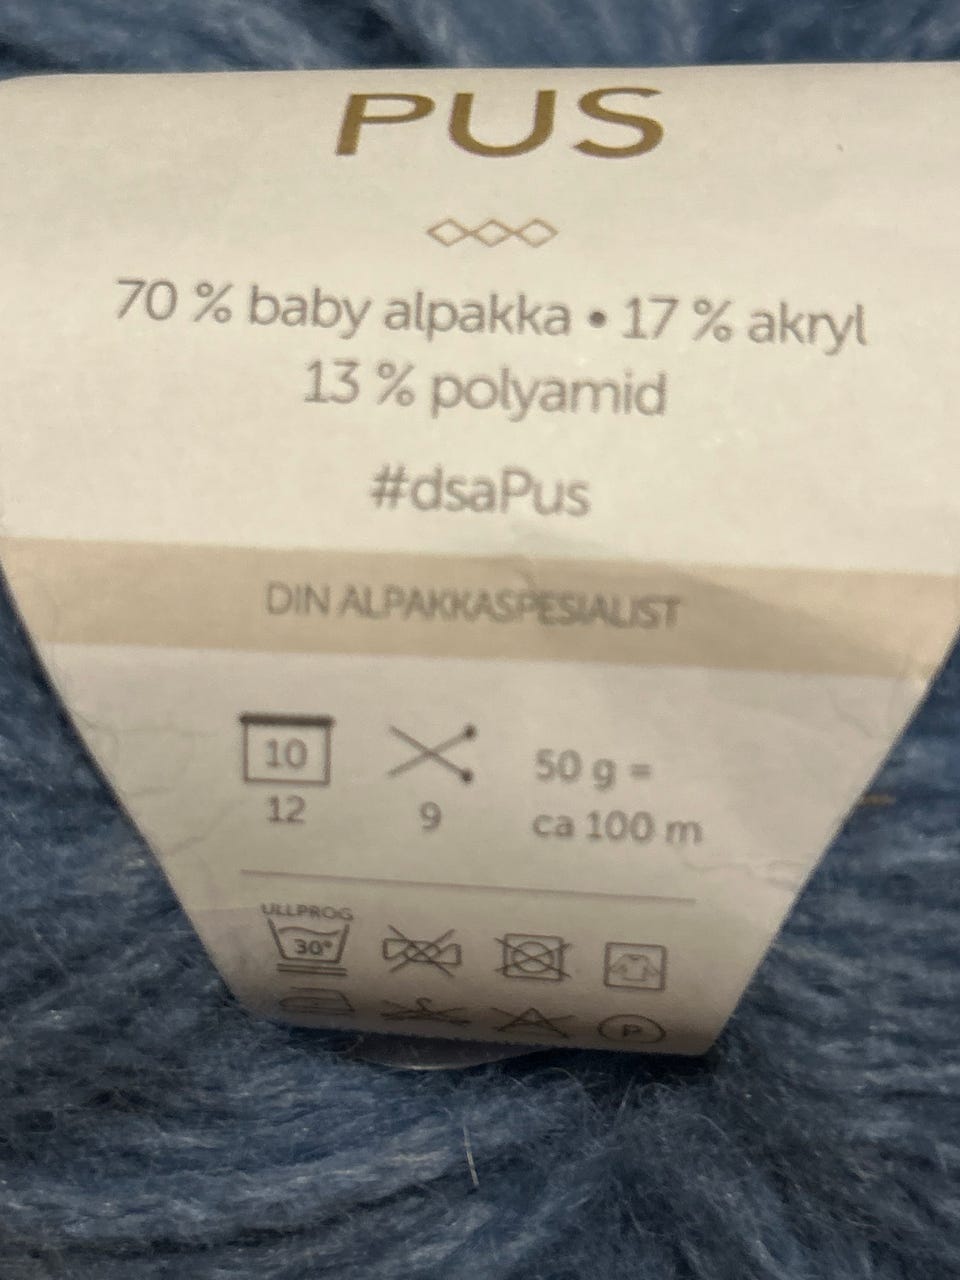 PUS
70 % baby alpakka • 17 % akryl
13 % polyamid
#dsaPus
DIN ALPAKKASPESIALIST
10
12
9
50 g =
ca 100 m
ULLPROG
30°
P